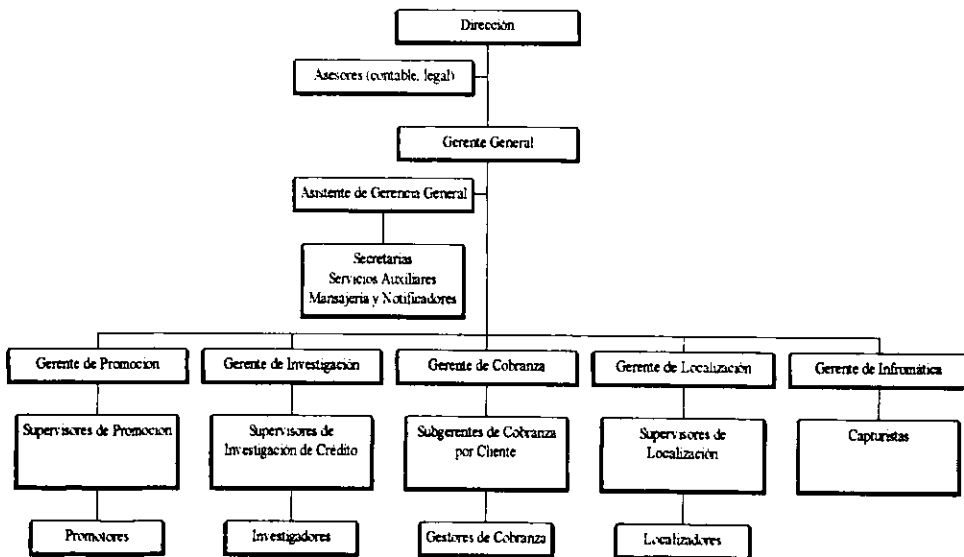 Dirección
Asesores (contable, legal)
Gerente General
Asistente de Gerencia General
Secretarias
Servicios Auxiliares
Mansajeria y Notificadores
Gerente de Promocion
Gerente de Investigación
Gerente de Cobranza
Gerente de Localización
Gerente de Infromática
Supervisores de Promocion
Supervisores de
Investigación de Crédito
Subgerentes de Cobranza
por Cliente
Supervisores de
Localización
Capturistas
Promotores
Investigadores
Gestores de Cobranza
Localizadores